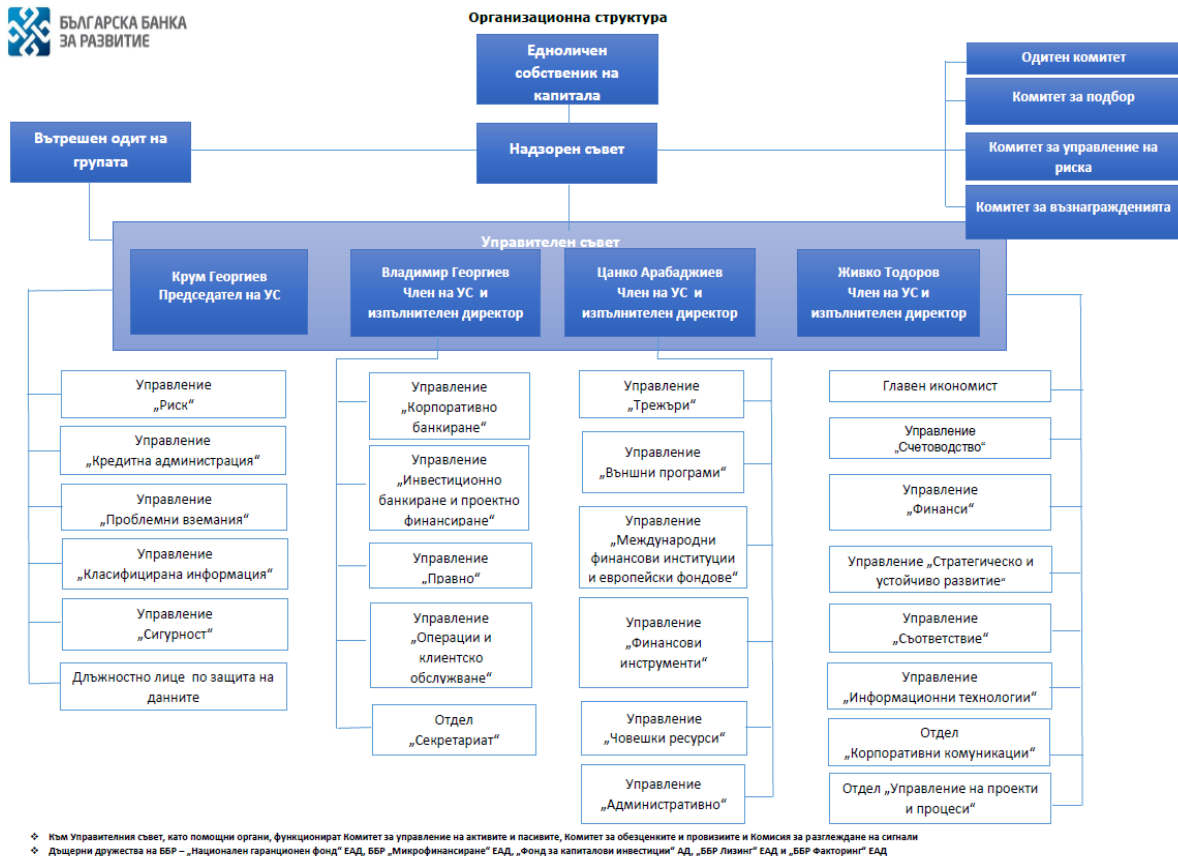 БЪЛГАРСКА БАНКА
ЗА РАЗВИТИЕ
Организационна структура
Едноличен
собственик на
капитала
Одитен комитет
Комитет за подбор
Вътрешен одит на
групата
Надзорен съвет
Комитет за управление на
риска
Комитет за възнагражденията
Управителен съвет
Крум Георгиев
Председател на УС
Владимир Георгиев
Член на УС и
изпълнителен директор
Цанко Арабаджиев
Член на УС и
изпълнителен директор
Живко Тодоров
Член на УС и
изпълнителен директор
Управление
„Риск“
Управление
„Кредитна администрация“
Управление
„Проблемни вземания“
Управление
„Класифицирана информация“
Управление
„Сигурност“
Длъжностно лице по защита на
данните
Управление
„Корпоративно
банкиране“
Управление
„Инвестиционно
банкиране и проектно
финансиране“
Управление
„Правно“
Управление
„Операции и
клиентско
обслужване“
Отдел
„Секретариат“
Управление
„Трежъри“
Управление
„Външни програми“
Управление
„Международни
финансови институции
и европейски фондове“
Управление
„Финансови
инструменти“
Управление
„Човешки ресурси“
Управление
„Административно“
Главен икономист
Управление
„Счетоводство“
Управление
„Финанси“
Управление „Стратегическо и
устойчиво развитие“
Управление
„Съответствие“
Управление
„Информационни технологии“
Отдел
„Корпоративни комуникации“
Отдел „Управление на проекти
и процеси“
❖ Към Управителния съвет, като помощни органи, функционират Комитет за управление на активите и пасивите, Комитет за обезценките и провизиите и Комисия за разглеждане на сигнали
❖ Дъщерни дружества на ББР – „Национален гаранционен фонд“ ЕАД, ББР „Микрофинансиране“ ЕАД, „Фонд за капиталови инвестиции“ АД, „ББР Лизинг“ ЕАД и „ББР Факторинг“ ЕАД